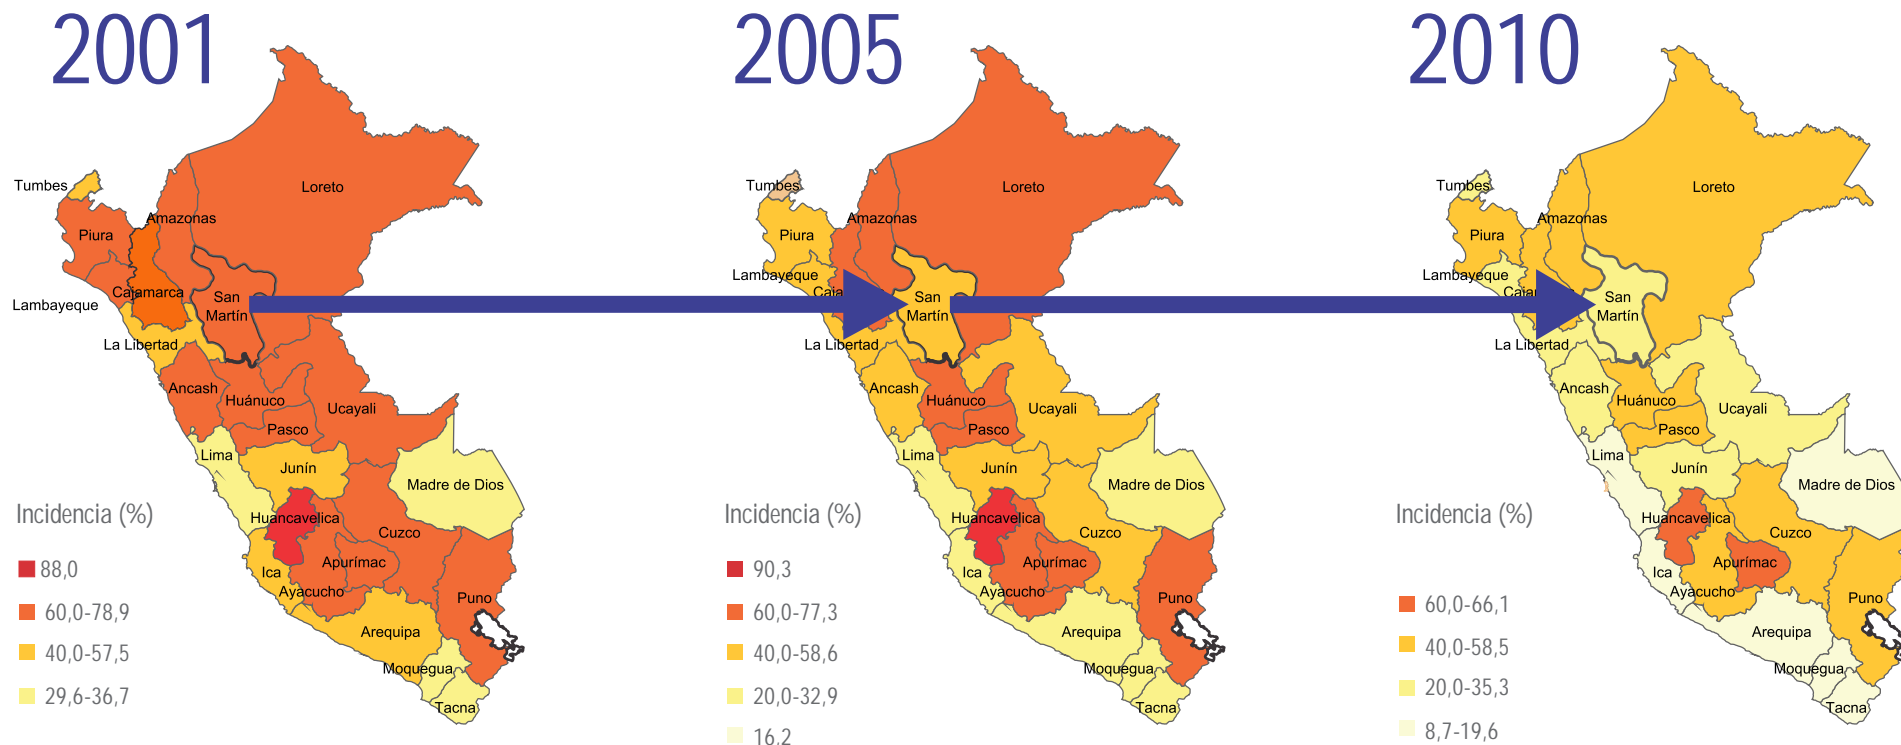 2001
Loreto
Tumbes
Amazonas
Piura
Cajamarca
San
Martín
Lambayeque
La Libertad
Ancash
Huánuco
Ucayali
Pasco
Lima
Junín
Madre de Dios
Huancavelica
Cuzco
Apurímac
Ica
Ayacucho
Puno
Arequipa
Moquegua
Tacna
Incidencia (%)
88,0
60,0-78,9
40,0-57,5
29,6-36,7
2005
Loreto
Tumbes
Amazonas
Piura
Lambayeque
Caja
San
Martín
La Libertad
Ancash
Huánuco
Ucayali
Pasco
Lima
Junín
Madre de Dios
Huancavelica
Cuzco
Apurímac
Ica
Ayacucho
Puno
Arequipa
Moquegua
Tacna
Incidencia (%)
90,3
60,0-77,3
40,0-58,6
20,0-32,9
16,2
2010
Loreto
Tumbes
Amazonas
Piura
Lambayeque
Cajar
San
Martín
La Libertad
Ancash
Huánuco
Ucayali
Pasco
Lima
Junín
Madre de Dios
Huancavelica
Cuzco
Apurímac
Ica
Ayacucho
Puno
Arequipa
Moquegua
Tacna
Incidencia (%)
60,0-66,1
40,0-58,5
20,0-35,3
8,7-19,6